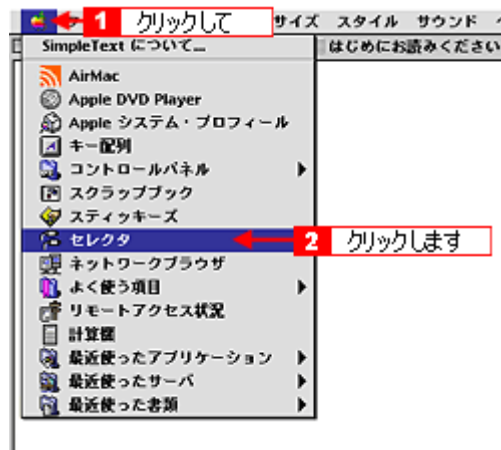 1 クリックして サイズ スタイル サウンド
SimpleText について...
はじめにお読みください
AirMac
Apple DVD Player
Apple システム・プロフィール
キー配列
コントロールパネル
スクラップブック
スティッキーズ
セレクタ
2 クリックします
ネットワークブラウザ
よく使う項目
リモートアクセス状況
計算機
最近使ったアプリケーション
最近使ったサーバ
最近使った書類